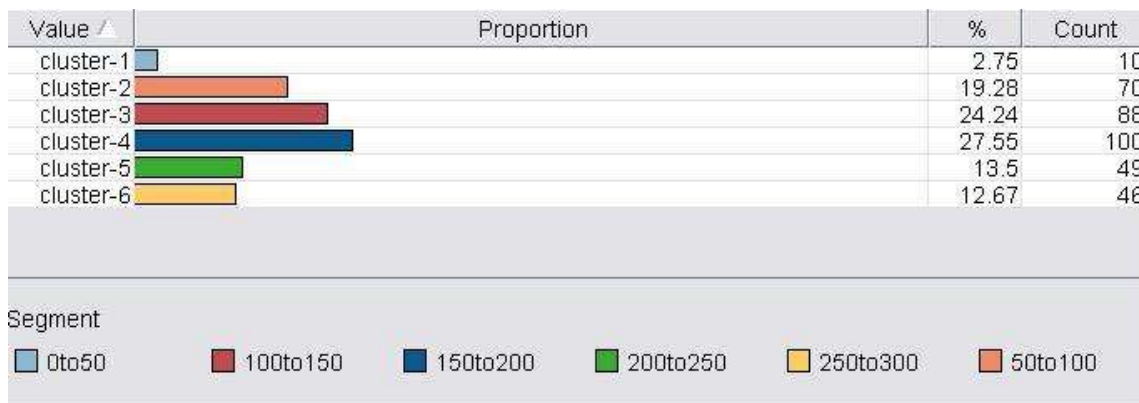 Value Proportion % Count
cluster-1 2.75 10
cluster-2 19.28 70
cluster-3 24.24 88
cluster-4 27.55 100
cluster-5 13.5 49
cluster-6 12.67 46
Segment
0to50 100to150 150to200 200to250 250to300 50to100